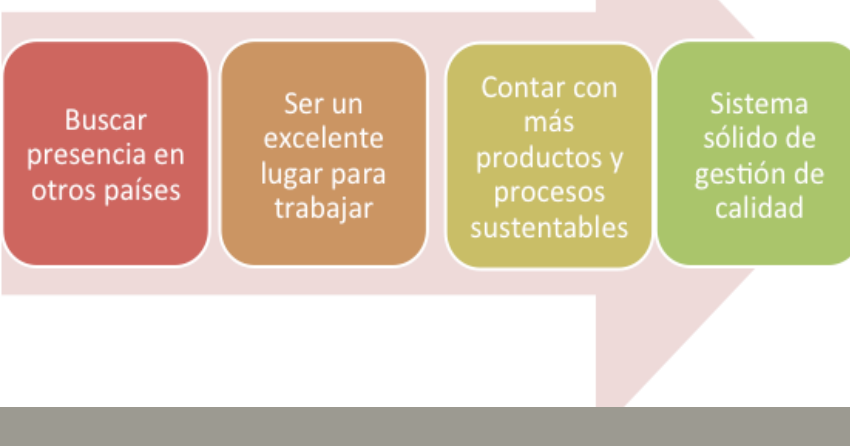 Buscar
presencia en
otros países
Ser un
excelente
lugar para
trabajar
Contar con
más
productos y
procesos
sustentables
Sistema
sólido de
gestión de
calidad